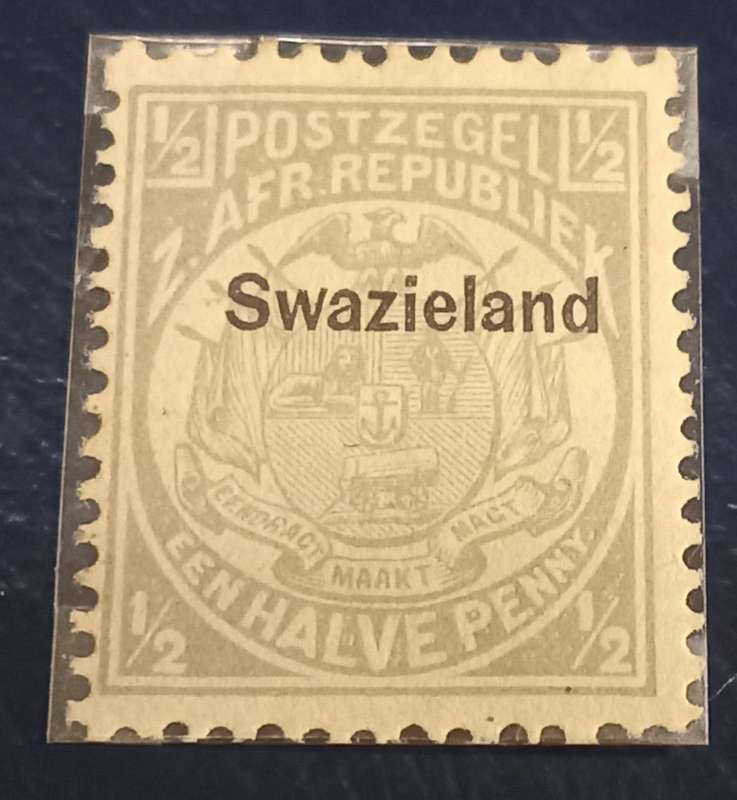 1/2 POSTZEGEL 1/2
Z. AFR. REPUBLIEK
Swazieland
EENDRAGT MAAKT MAGT
EEN HALVE PENNY.
1/2 1/2